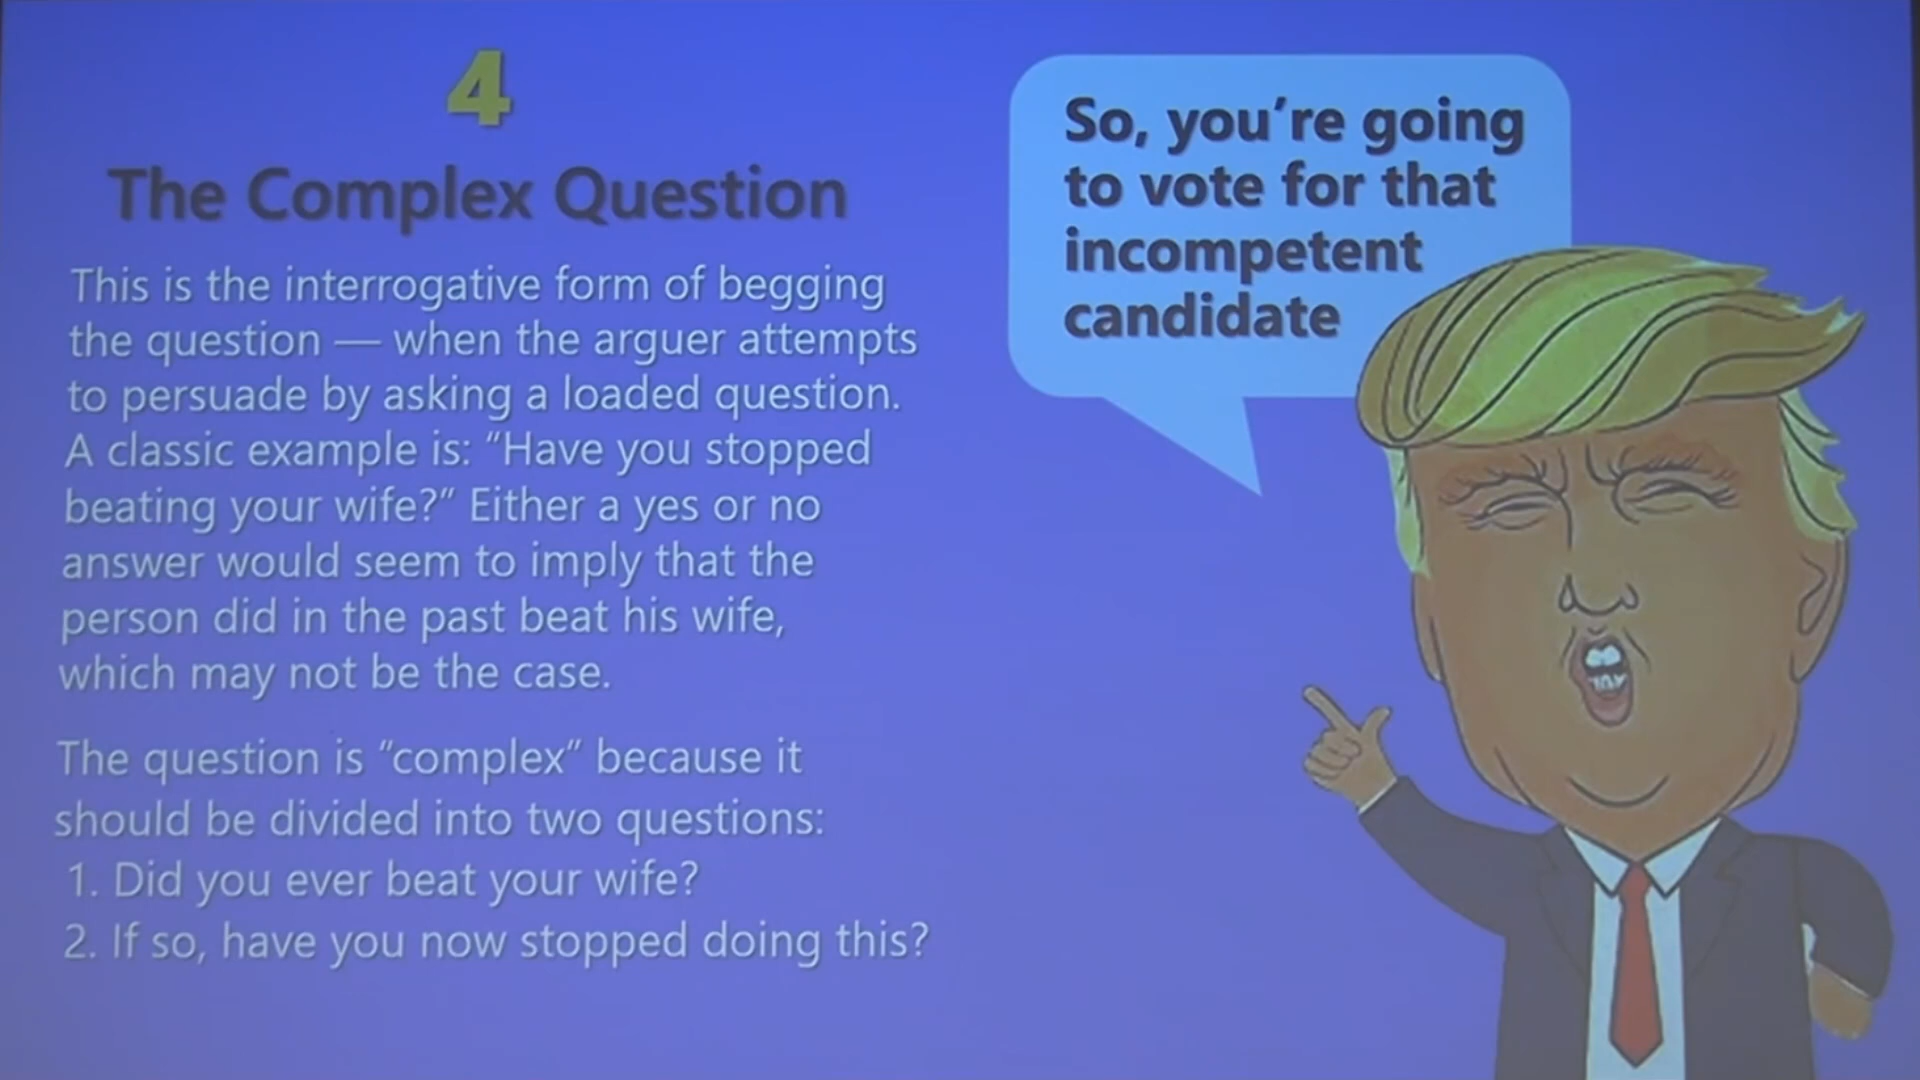 4
The Complex Question
This is the interrogative form of begging
the question — when the arguer attempts
to persuade by asking a loaded question.
A classic example is: "Have you stopped
beating your wife?" Either a yes or no
answer would seem to imply that the
person did in the past beat his wife,
which may not be the case.
The question is "complex" because it
should be divided into two questions:
1. Did you ever beat your wife?
2. If so, have you now stopped doing this?
So, you're going
to vote for that
incompetent
candidate